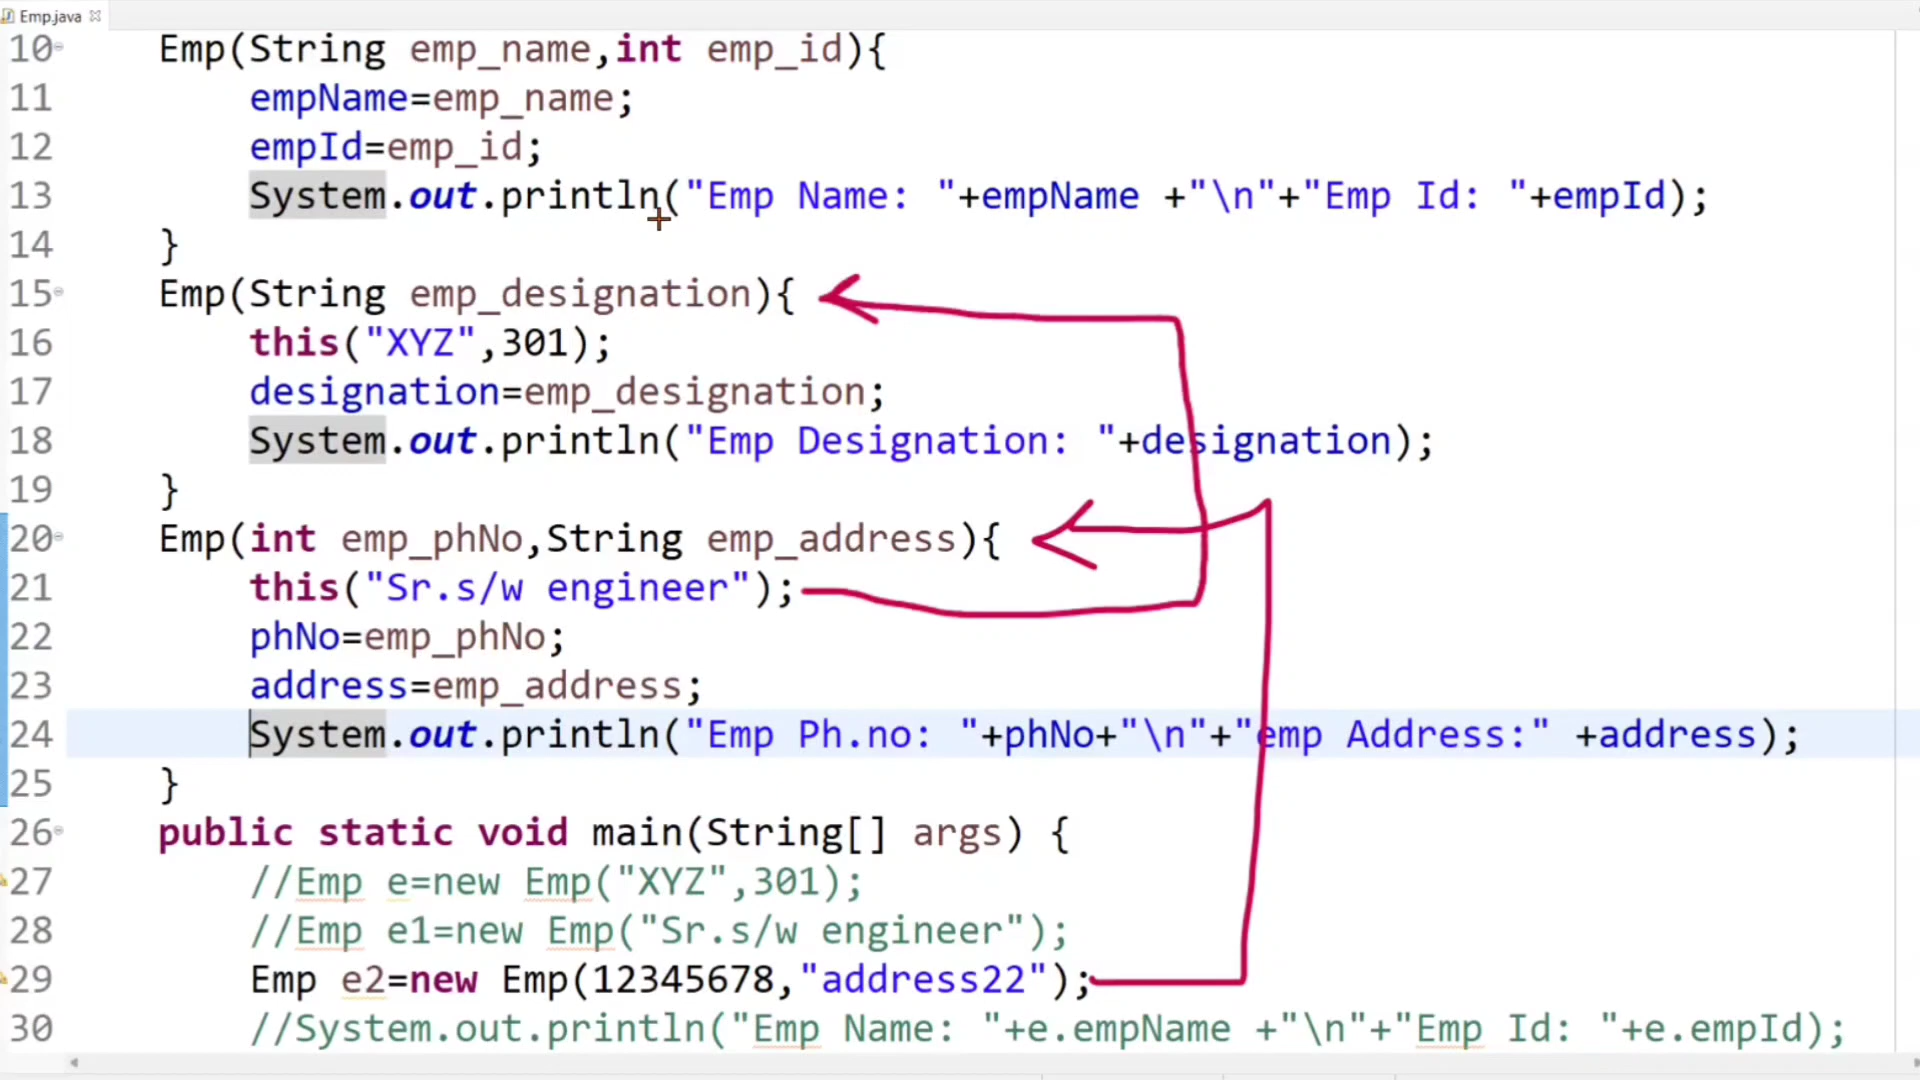 Emp.java
10 Emp(String emp_name,int emp_id){
11 empName=emp_name;
12 empId=emp_id;
13 System.out.println("Emp Name: "+empName +"\n"+"Emp Id: "+empId);
14 }
15 Emp(String emp_designation){
16 this("XYZ",301);
17 designation=emp_designation;
18 System.out.println("Emp Designation: "+designation);
19 }
20 Emp(int emp_phNo,String emp_address){
21 this("Sr.s/w engineer");
22 phNo=emp_phNo;
23 address=emp_address;
24 System.out.println("Emp Ph.no: "+phNo+"\n"+"emp Address:" +address);
25 }
26 public static void main(String[] args) {
27 //Emp e=new Emp("XYZ",301);
28 //Emp e1=new Emp("Sr.s/w engineer");
29 Emp e2=new Emp(12345678,"address22");
30 //System.out.println("Emp Name: "+e.empName +"\n"+"Emp Id: "+e.empId);